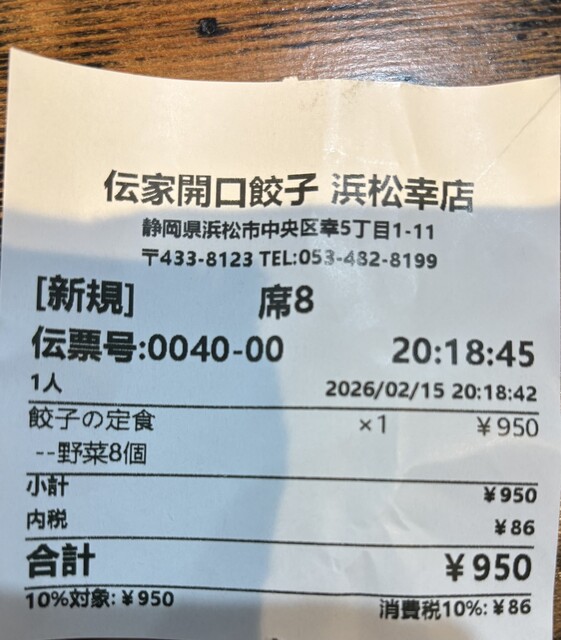 伝家開口餃子 浜松幸店
静岡県浜松市中央区幸5丁目1-11
〒433-8123 TEL:053-482-8199
[新規] 席8
伝票号:0040-00 20:18:45
1人 2026/02/15 20:18:42
餃子の定食 ×1 ¥950
--野菜8個
小計 ¥950
内税 ¥86
合計 ¥950
10%対象:¥950 消費税10%:¥86